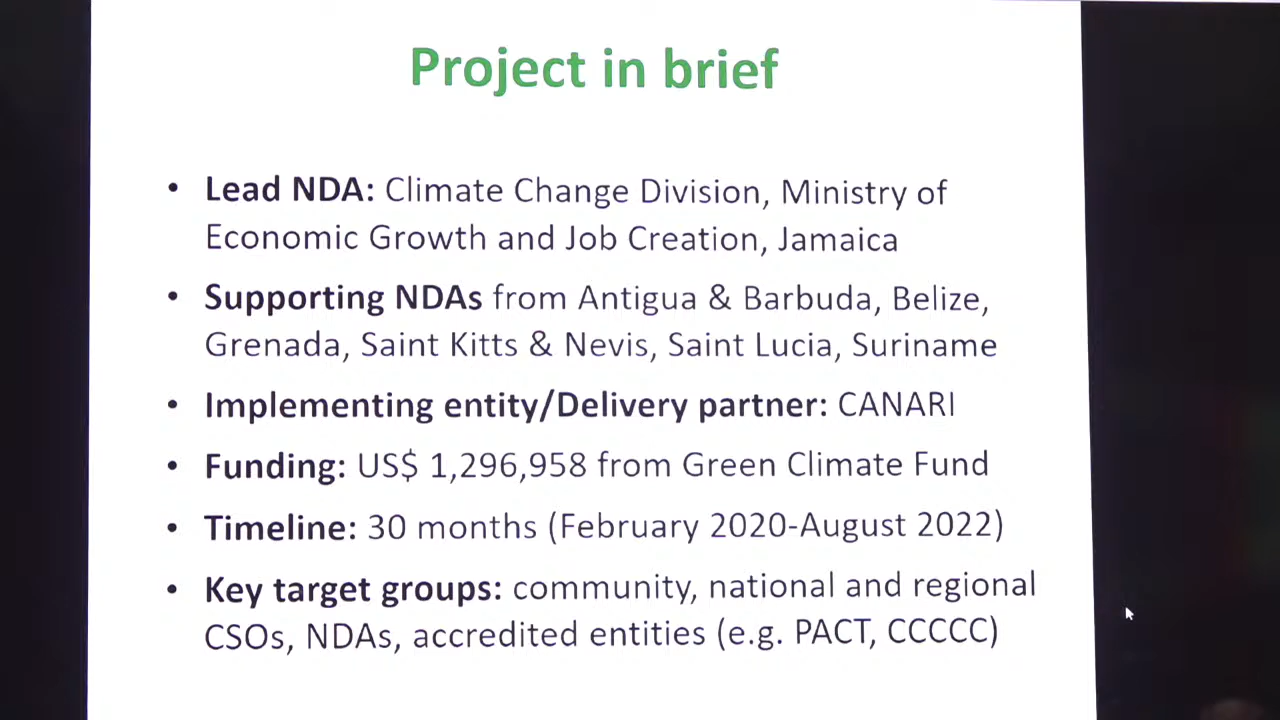 Project in brief
• Lead NDA: Climate Change Division, Ministry of
Economic Growth and Job Creation, Jamaica
• Supporting NDAs from Antigua & Barbuda, Belize,
Grenada, Saint Kitts & Nevis, Saint Lucia, Suriname
• Implementing entity/Delivery partner: CANARI
• Funding: US$ 1,296,958 from Green Climate Fund
• Timeline: 30 months (February 2020-August 2022)
• Key target groups: community, national and regional
CSOs, NDAs, accredited entities (e.g. PACT, CCCCC)